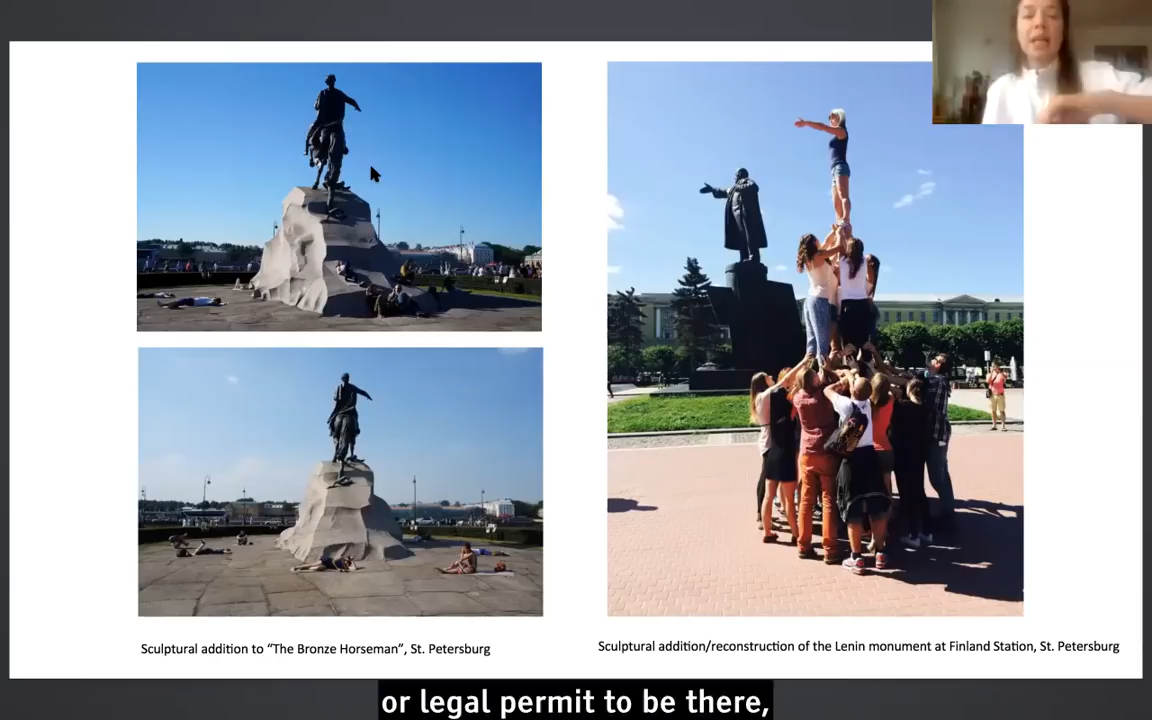 Sculptural addition to “The Bronze Horseman”, St. Petersburg
Sculptural addition/reconstruction of the Lenin monument at Finland Station, St. Petersburg
or legal permit to be there,